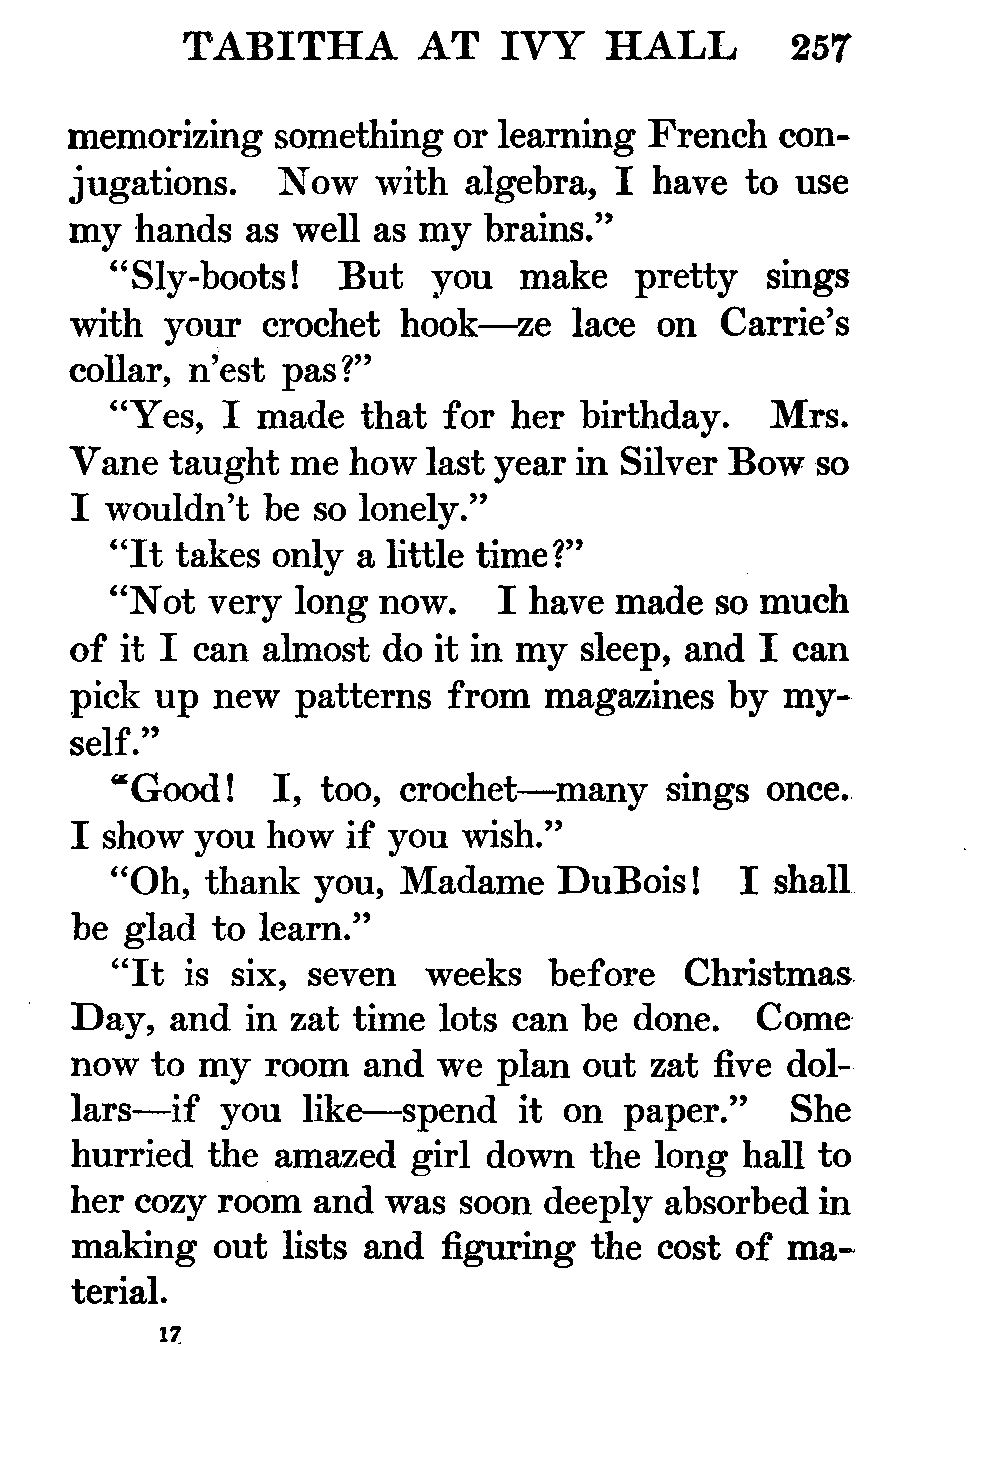 TABITHA AT IVY HALL 257
memorizing something or learning French con-
jugations. Now with algebra, I have to use
my hands as well as my brains.”
“Sly-boots! But you make pretty sings
with your crochet hook—ze lace on Carrie’s
collar, n’est pas?”
“Yes, I made that for her birthday. Mrs.
Vane taught me how last year in Silver Bow so
I wouldn’t be so lonely.”
“It takes only a little time?”
“Not very long now. I have made so much
of it I can almost do it in my sleep, and I can
pick up new patterns from magazines by my-
self.”
“Good! I, too, crochet—many sings once.
I show you how if you wish.”
“Oh, thank you, Madame DuBois! I shall
be glad to learn.”
“It is six, seven weeks before Christmas
Day, and in zat time lots can be done. Come
now to my room and we plan out zat five dol-
lars—if you like—spend it on paper.” She
hurried the amazed girl down the long hall to
her cozy room and was soon deeply absorbed in
making out lists and figuring the cost of ma-
terial.
17